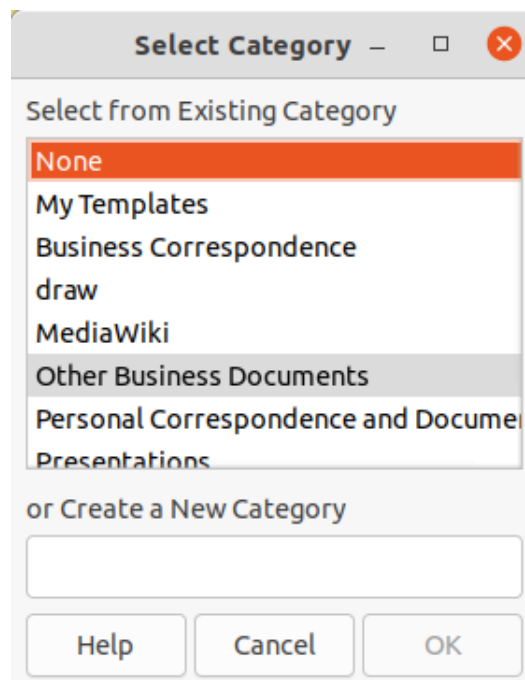 Select Category
Select from Existing Category
None
My Templates
Business Correspondence
draw
MediaWiki
Other Business Documents
Personal Correspondence and Docume
Presentations
or Create a New Category
Help Cancel OK